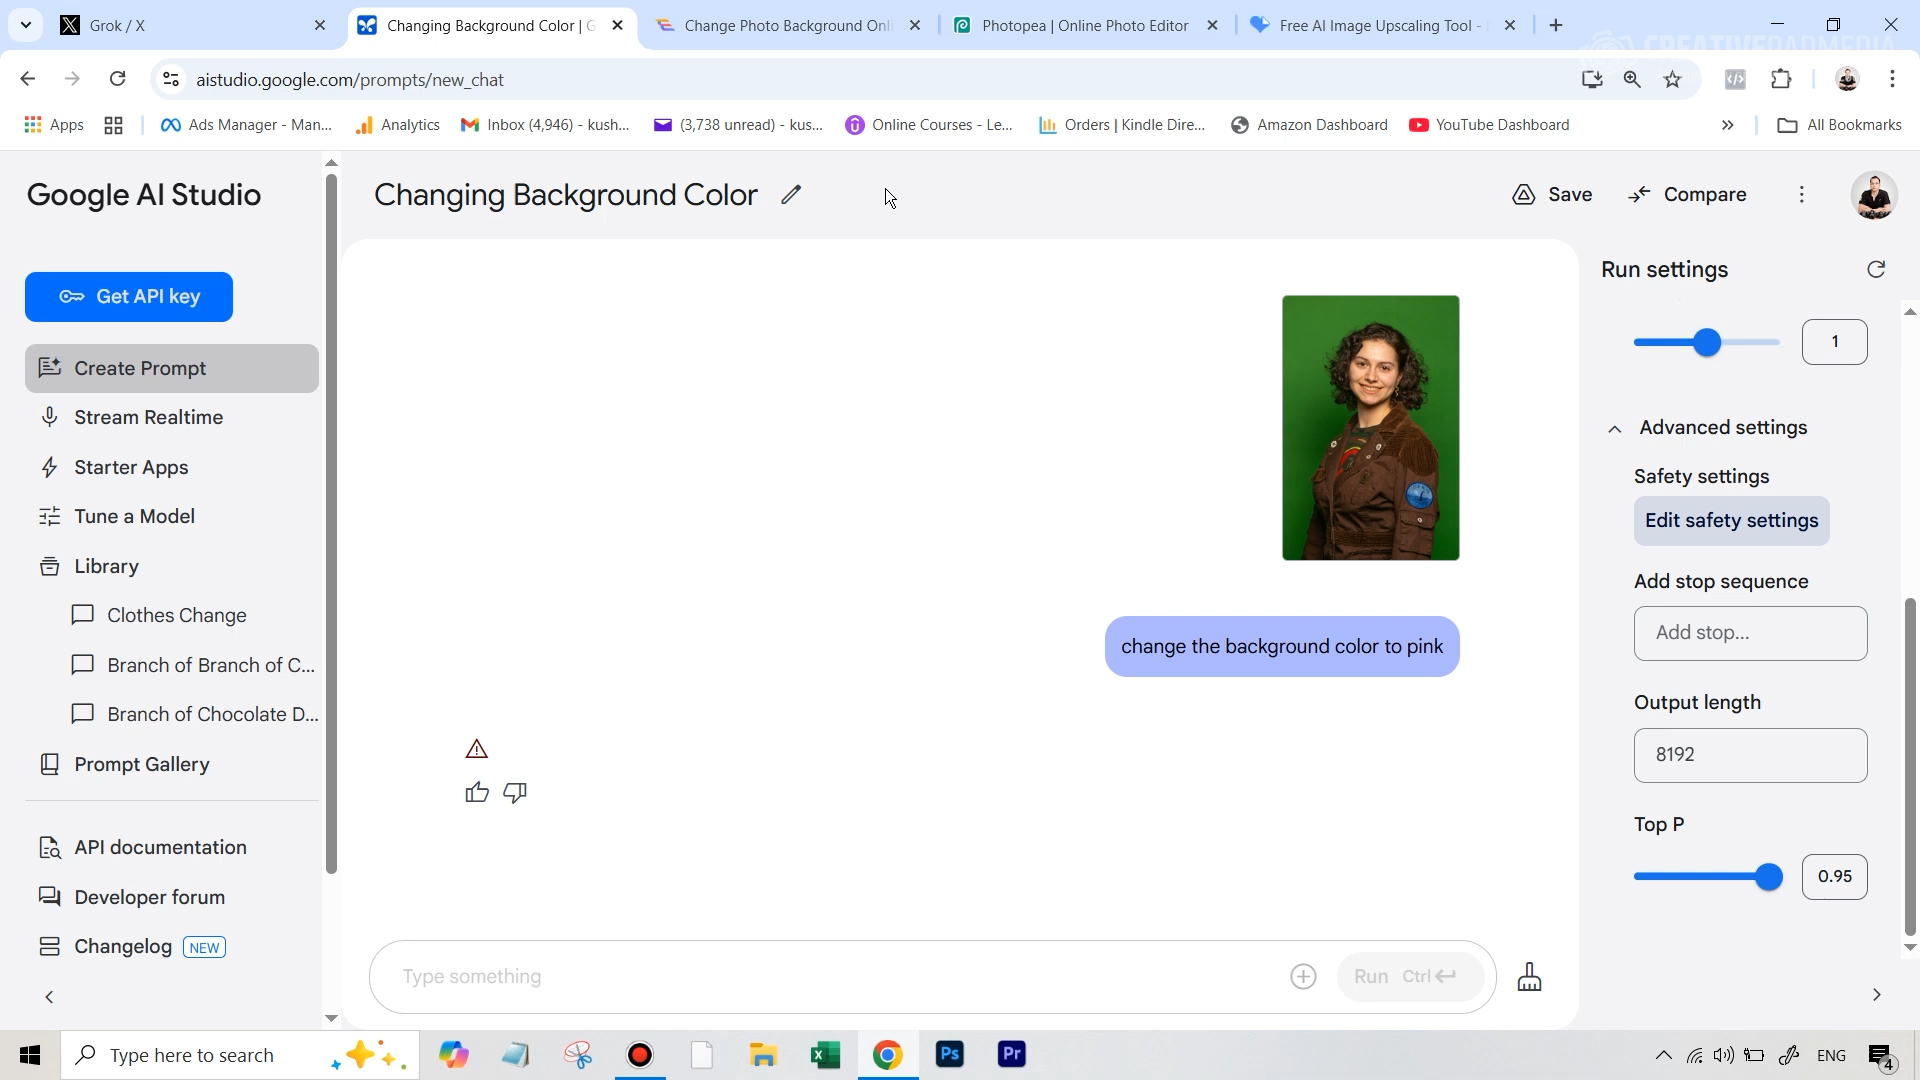 Grok / X
Changing Background Color | G
Change Photo Background Onli
Photopea | Online Photo Editor
Free AI Image Upscaling Tool -
CREATIVEDADMEDIA
aistudio.google.com/prompts/new_chat
Apps
Ads Manager - Man...
Analytics
Inbox (4,946) - kush...
(3,738 unread) - kus...
Online Courses - Le...
Orders | Kindle Dire...
Amazon Dashboard
YouTube Dashboard
All Bookmarks
Google AI Studio
Changing Background Color
Save
Compare
Get API key
Create Prompt
Stream Realtime
Starter Apps
Tune a Model
Library
Clothes Change
Branch of Branch of C...
Branch of Chocolate D...
Prompt Gallery
API documentation
Developer forum
Changelog NEW
change the background color to pink
Type something
Run Ctrl
Run settings
1
Advanced settings
Safety settings
Edit safety settings
Add stop sequence
Add stop...
Output length
8192
Top P
0.95
Type here to search
Ps
Pr
ENG
4